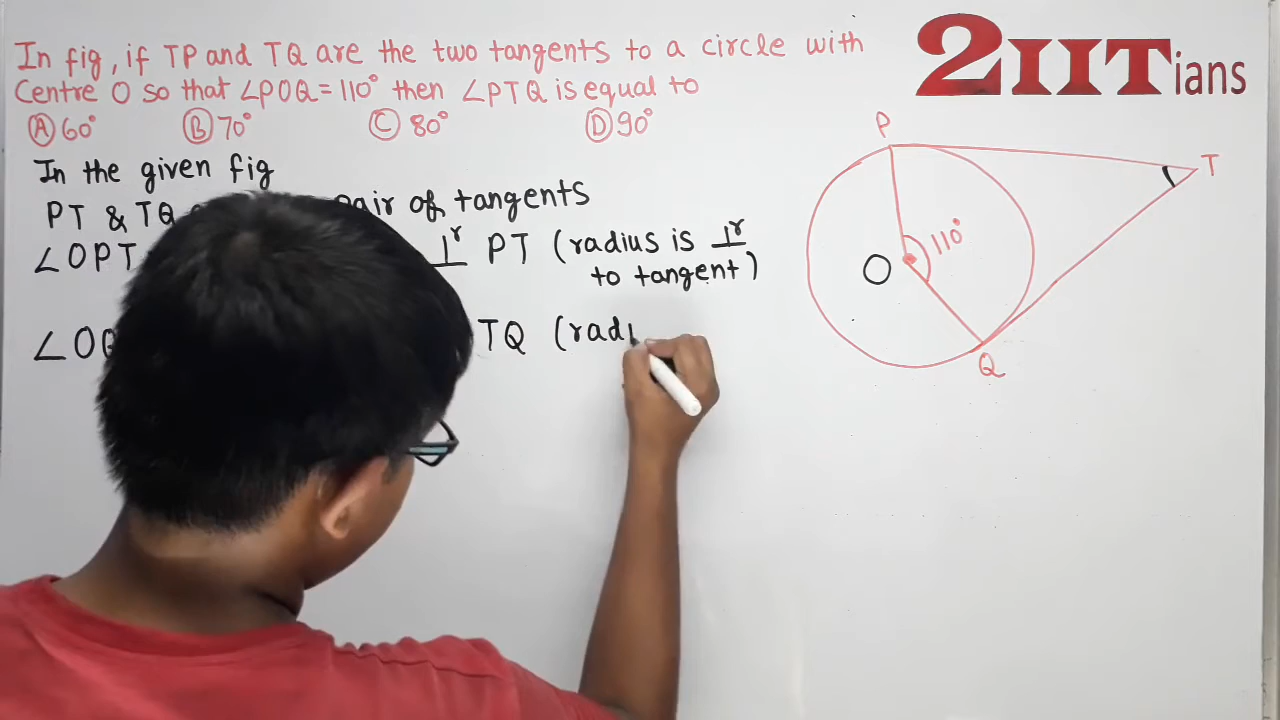 In fig, if TP and TQ are the two tangents to a circle with
Centre O so that ∠POQ = 110° then ∠PTQ is equal to
Ⓐ 60° Ⓑ 70° Ⓒ 80° Ⓓ 90°
In the given fig
PT & TQ pair of tangents
∠OPT ⊥ʳ PT (radius is ⊥ʳ
to tangent)
∠OQ TQ (radi
2IITians
P
T
110°
O
Q